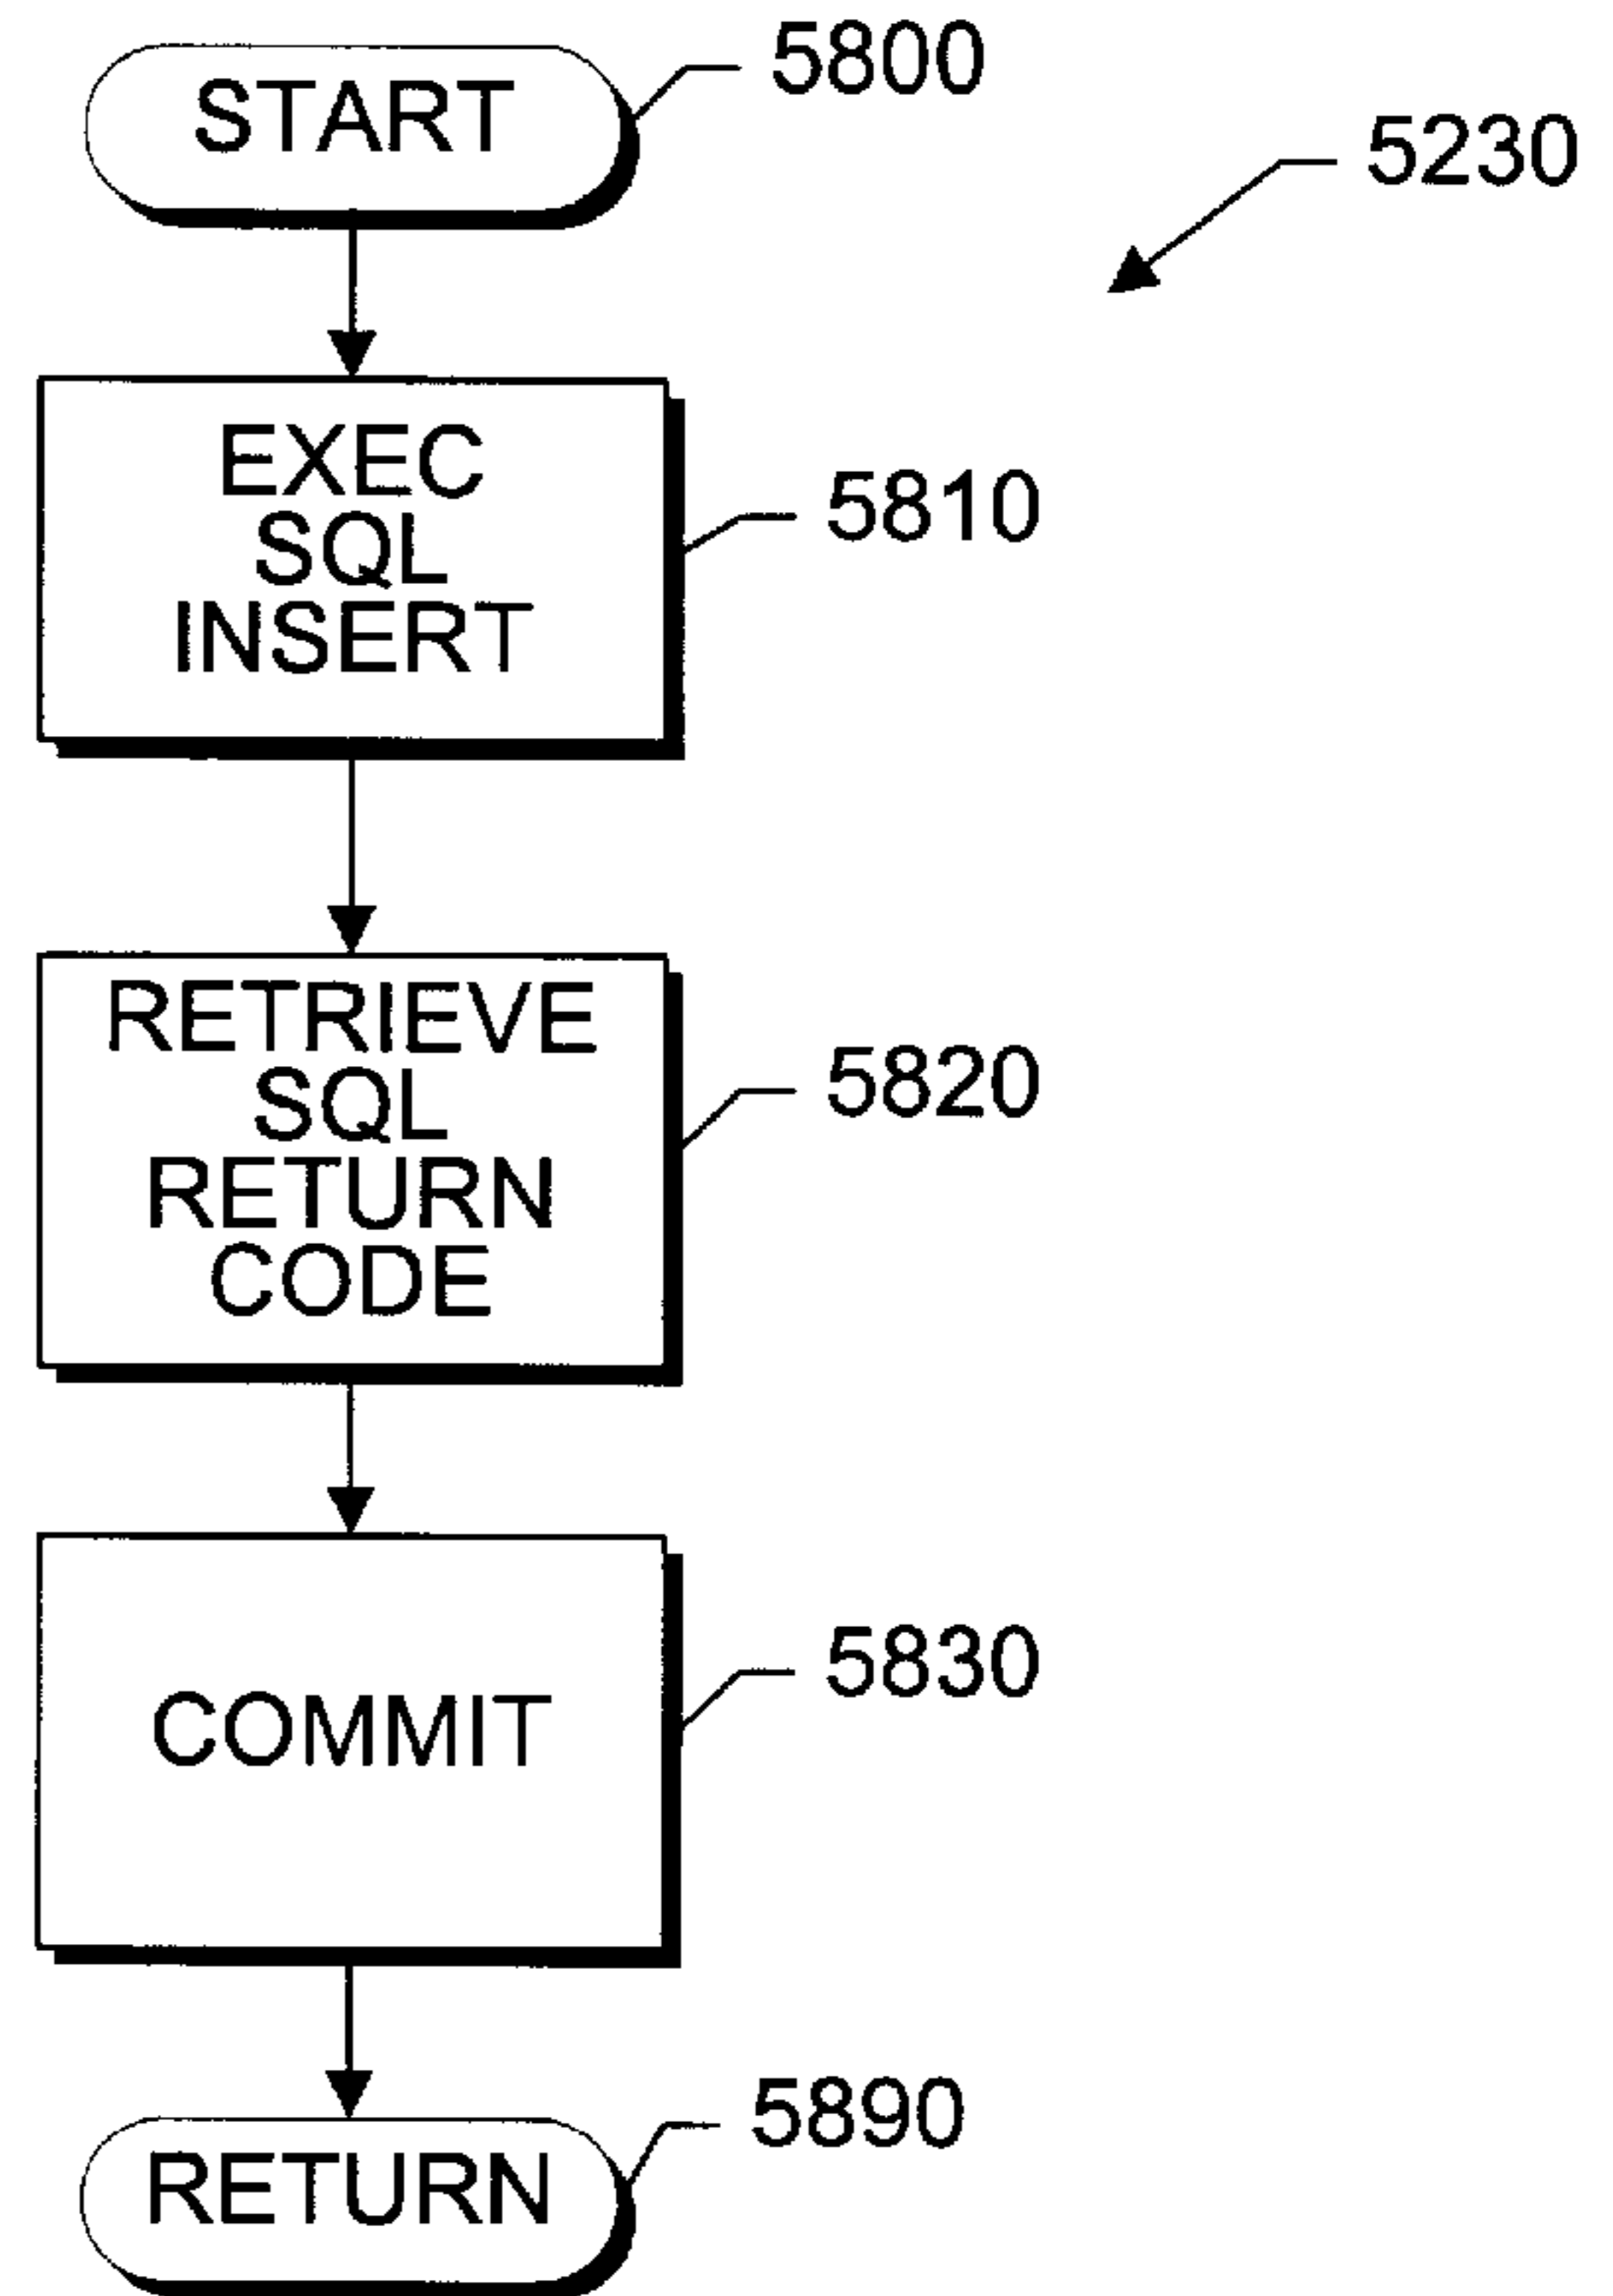 START
5800
5230
EXEC
SQL
INSERT
5810
RETRIEVE
SQL
RETURN
CODE
5820
COMMIT
5830
RETURN
5890